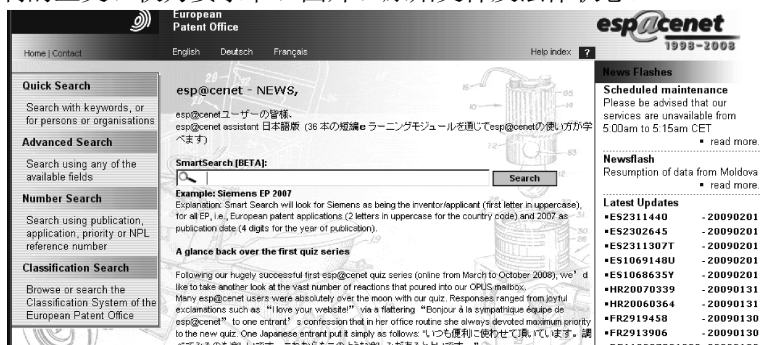 European
Patent Office
esp@cenet
1998-2008
Home | Contact
English Deutsch Français
Help index ?
Quick Search
Search with keywords, or
for persons or organisations
Advanced Search
Search using any of the
available fields
Number Search
Search using publication,
application, priority or NPL
reference number
Classification Search
Browse or search the
Classification System of the
European Patent Office
esp@cenet - NEWS,
esp@cenetユーザーの皆様、
esp@cenet assistant 日本語版 (36 本の短編e ラーニングモジュールを通じてesp@cenetの使い方が学
べます)
SmartSearch [BETA]:
Search
Example: Siemens EP 2007
Explanation: Smart Search will look for Siemens as being the inventor/applicant (first letter in uppercase),
for all EP, i.e., European patent applications (2 letters in uppercase for the country code) and 2007 as
publication date (4 digits for the year of publication).
A glance back over the first quiz series
Following our hugely successful first esp@cenet quiz series (online from March to October 2008), we' d
like to take another look at the vast number of reactions that poured into our OPUS mailbox.
Many esp@cenet users were absolutely over the moon with our quiz. Responses ranged from joyful
exclamations such as "I love your website!" via a flattering "Bonjour à la sympathique équipe de
esp@cenet" to one entrant' s confession that in her office routine she always devoted maximum priority
to the new quiz. One Japanese entrant put it simply as follows: "いつも便利に使わせて頂いています。調
News Flashes
Scheduled maintenance
Please be advised that our
services are unavailable from
5:00am to 5:15am CET
▪ read more.
Newsflash
Resumption of data from Moldova
▪ read more.
Latest Updates
▪ES2311440 - 20090201
▪ES2302645 - 20090201
▪ES2311307T - 20090201
▪ES1069148U - 20090201
▪ES1068635Y - 20090201
▪HR20070339 - 20090131
▪HR20060364 - 20090131
▪FR2919458 - 20090130
▪FR2913906 - 20090130